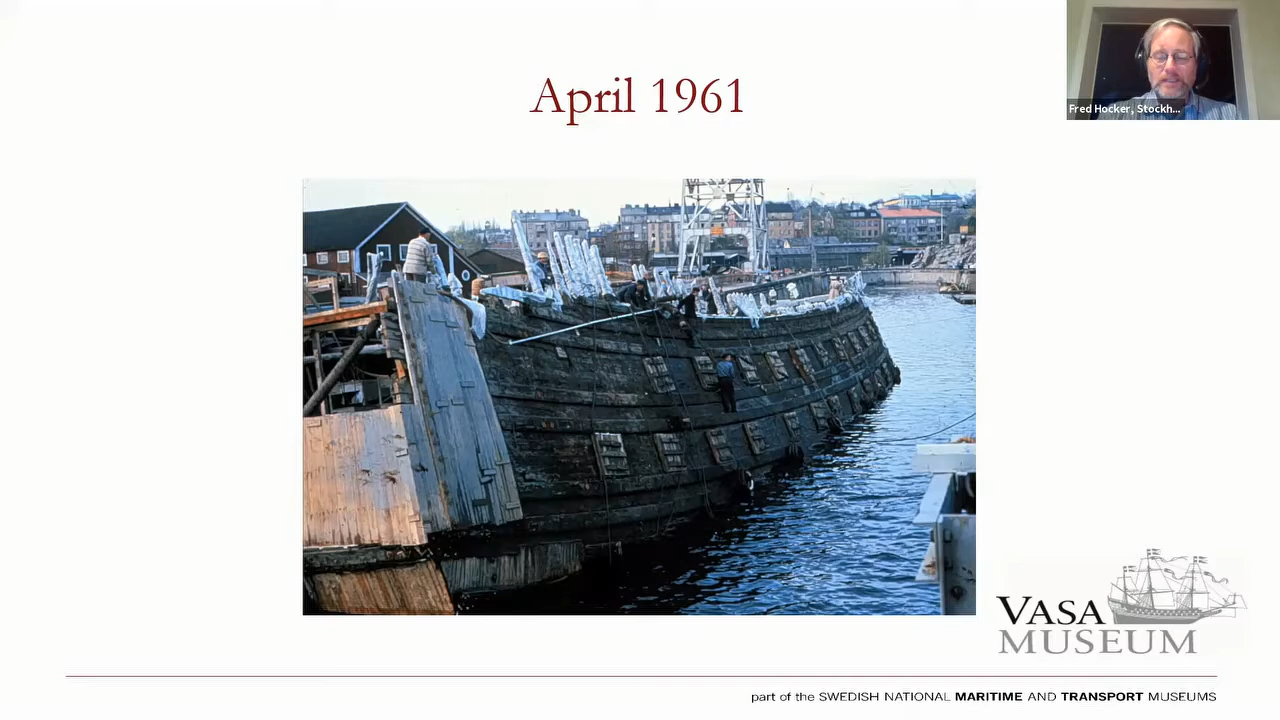 April 1961
Fred Hocker, Stockh...
VASA
MUSEUM
part of the SWEDISH NATIONAL MARITIME AND TRANSPORT MUSEUMS